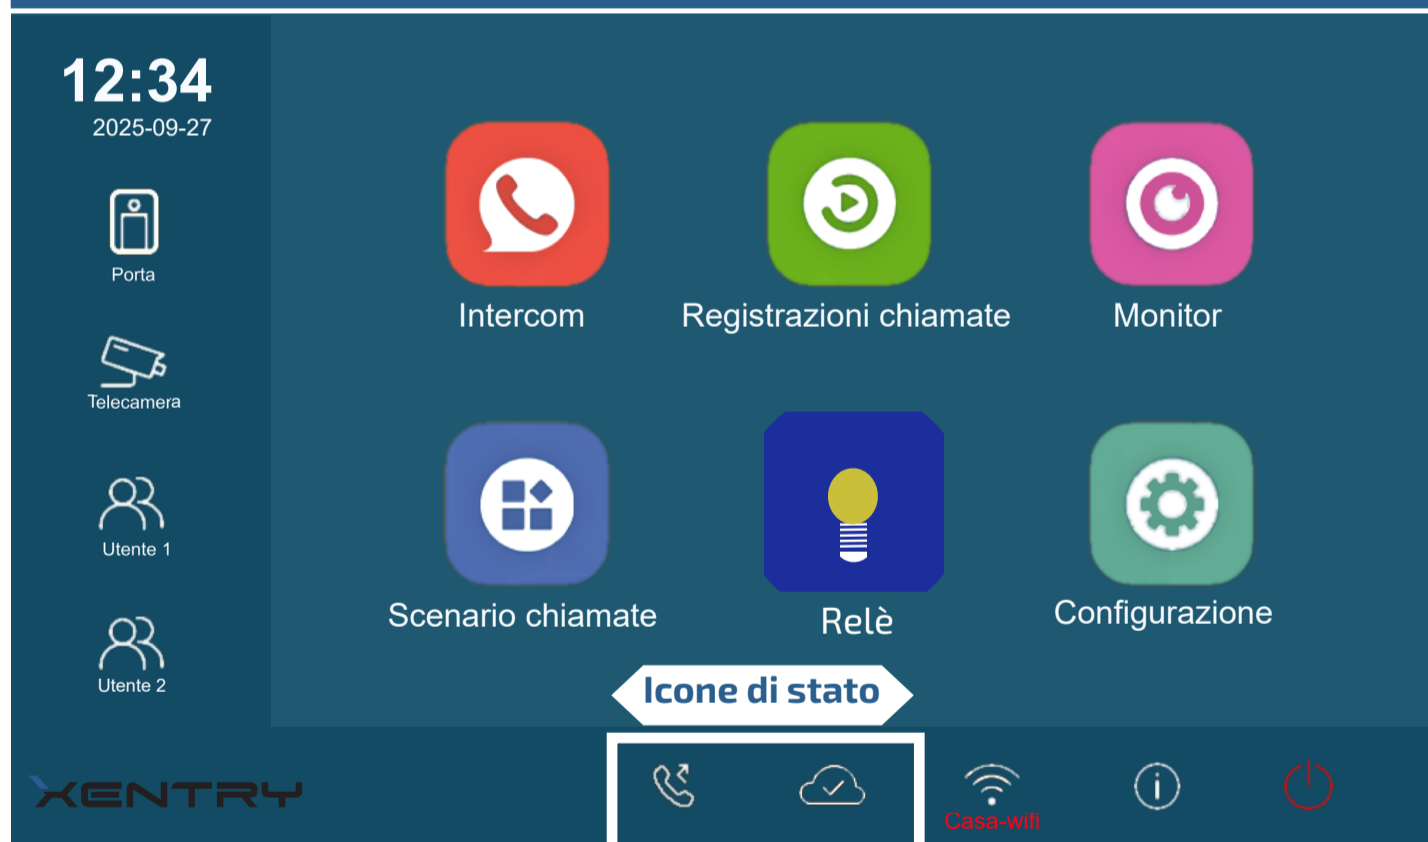 12:34
2025-09-27
Porta
Telecamera
Utente 1
Utente 2
Intercom
Registrazioni chiamate
Monitor
Scenario chiamate
Relè
Configurazione
Icone di stato
XENTRY
Casa-wifi